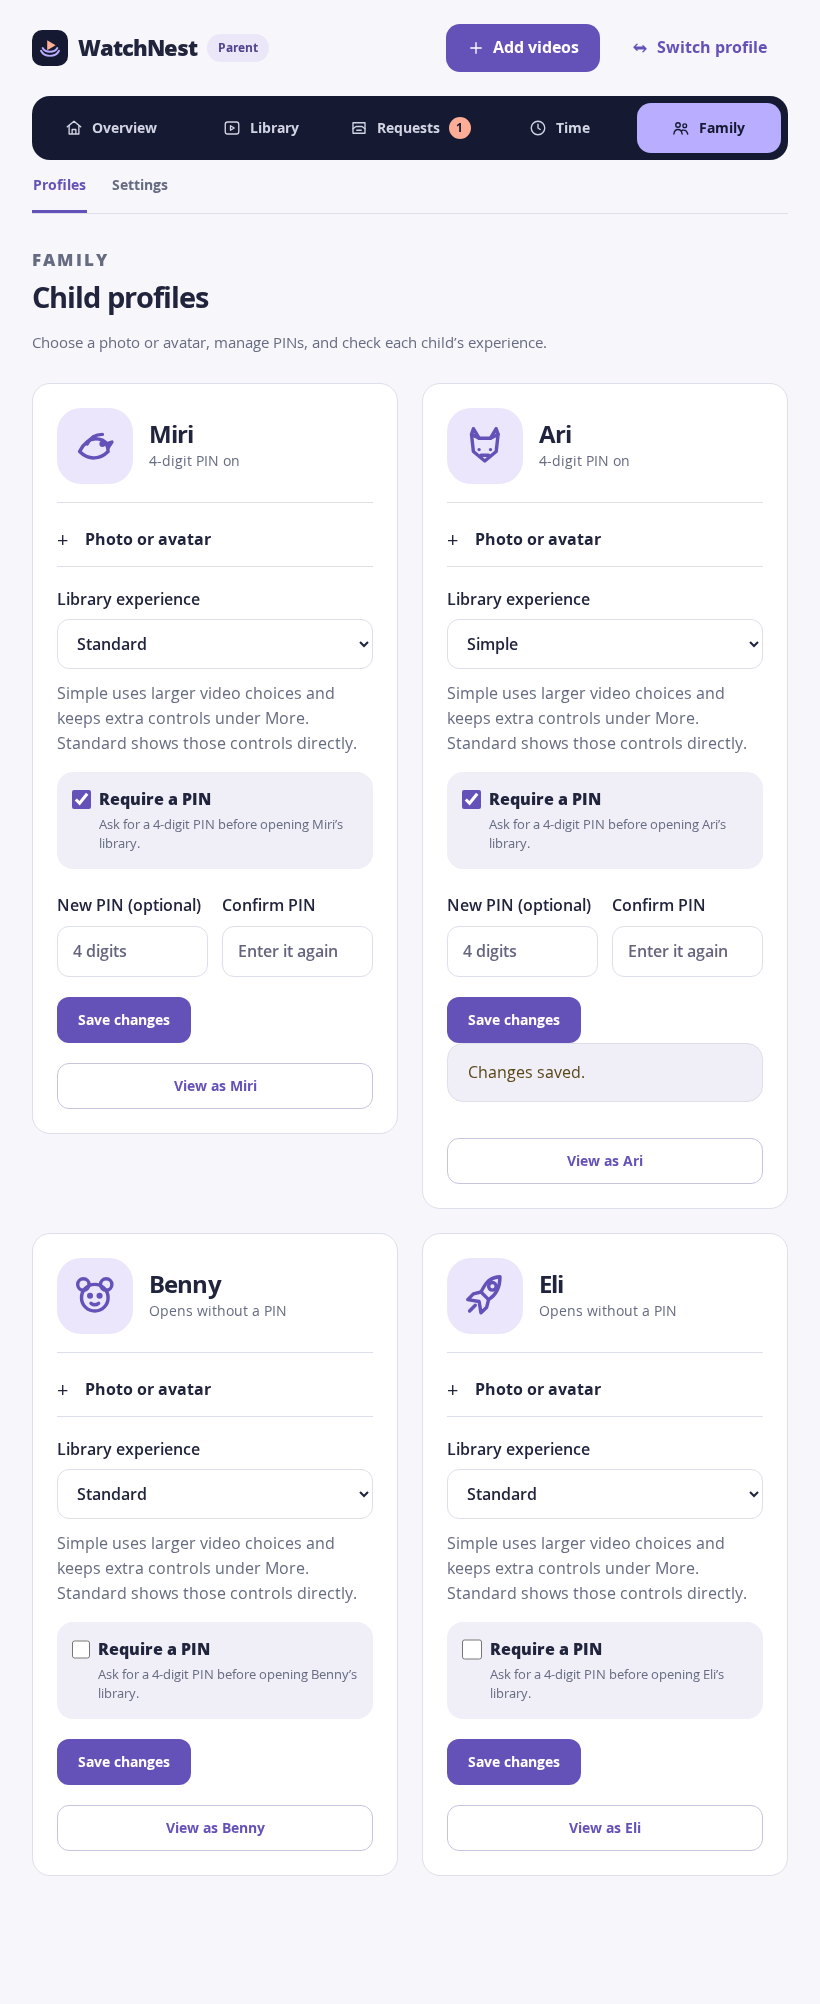 WatchNest
Parent
Add videos
Switch profile
Overview
Library
Requests 1
Time
Family
Profiles
Settings
FAMILY
Child profiles
Choose a photo or avatar, manage PINs, and check each child’s experience.
Miri
4-digit PIN on
+ Photo or avatar
Library experience
Standard
Simple uses larger video choices and
keeps extra controls under More.
Standard shows those controls directly.
Require a PIN
Ask for a 4-digit PIN before opening Miri’s
library.
New PIN (optional) Confirm PIN
4 digits Enter it again
Save changes
View as Miri
Ari
4-digit PIN on
+ Photo or avatar
Library experience
Simple
Simple uses larger video choices and
keeps extra controls under More.
Standard shows those controls directly.
Require a PIN
Ask for a 4-digit PIN before opening Ari’s
library.
New PIN (optional) Confirm PIN
4 digits Enter it again
Save changes
Changes saved.
View as Ari
Benny
Opens without a PIN
+ Photo or avatar
Library experience
Standard
Simple uses larger video choices and
keeps extra controls under More.
Standard shows those controls directly.
Require a PIN
Ask for a 4-digit PIN before opening Benny’s
library.
Save changes
View as Benny
Eli
Opens without a PIN
+ Photo or avatar
Library experience
Standard
Simple uses larger video choices and
keeps extra controls under More.
Standard shows those controls directly.
Require a PIN
Ask for a 4-digit PIN before opening Eli’s
library.
Save changes
View as Eli